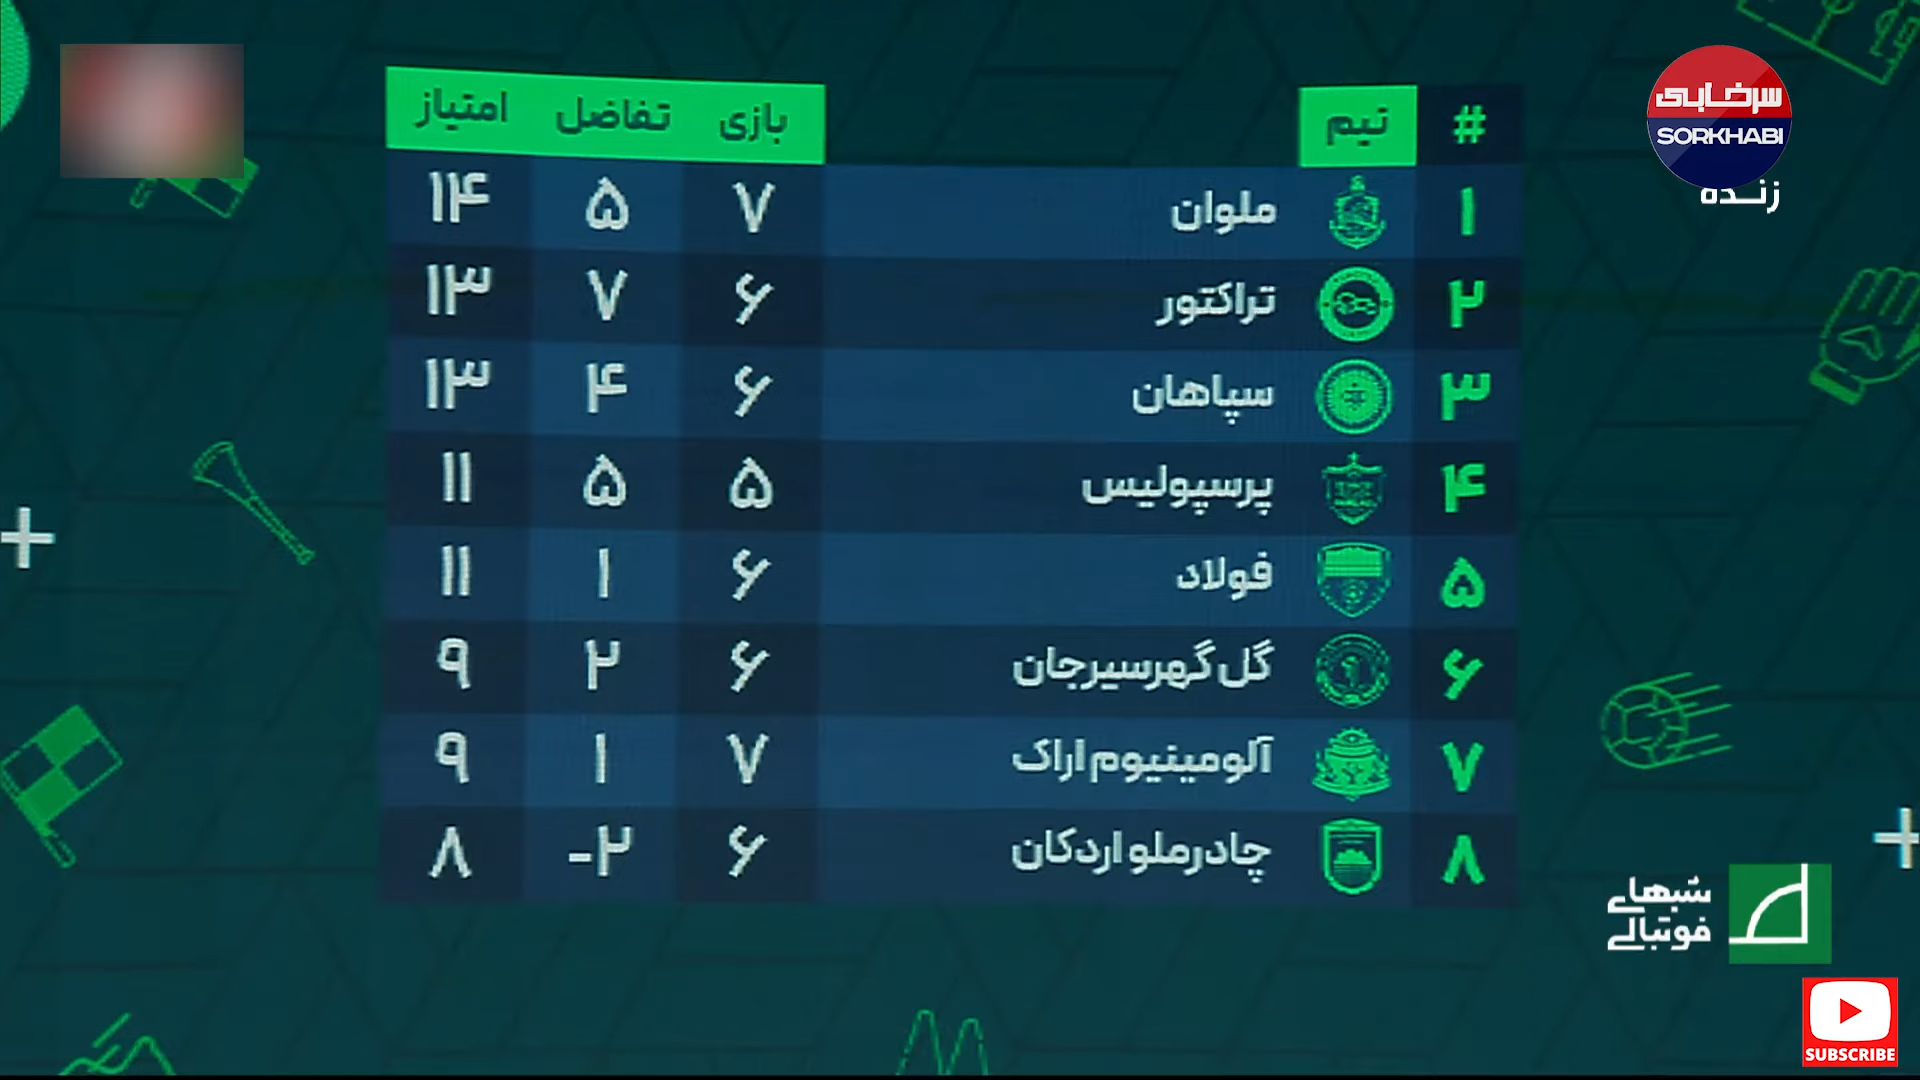 سرخابی
SORKHABI
زنده
# تیم بازی تفاضل امتیاز
۱ ملوان ۷ ۵ ۱۴
۲ تراکتور ۶ ۷ ۱۳
۳ سپاهان ۶ ۴ ۱۳
۴ پرسپولیس ۵ ۵ ۱۱
۵ فولاد ۶ ۱ ۱۱
۶ گل گهر سیرجان ۶ ۲ ۹
۷ آلومینیوم اراک ۷ ۱ ۹
۸ چادرملو اردکان ۶ ۲- ۸
شبهای
فوتبالی
SUBSCRIBE